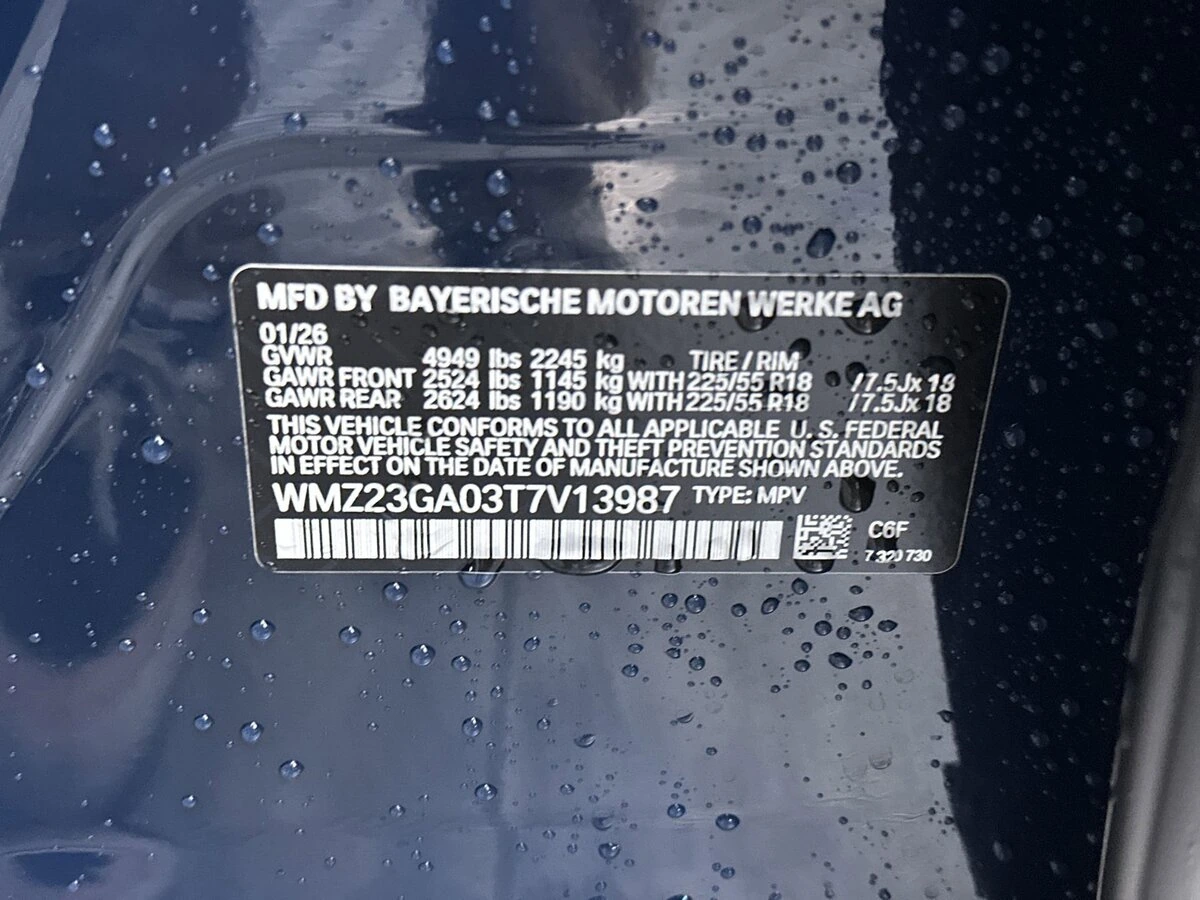 MFD BY BAYERISCHE MOTOREN WERKE AG
01/26
GVWR 4949 lbs 2245 kg TIRE / RIM
GAWR FRONT 2524 lbs 1145 kg WITH 225/55 R18 / 7.5Jx 18
GAWR REAR 2624 lbs 1190 kg WITH 225/55 R18 / 7.5Jx 18
THIS VEHICLE CONFORMS TO ALL APPLICABLE U. S. FEDERAL
MOTOR VEHICLE SAFETY AND THEFT PREVENTION STANDARDS
IN EFFECT ON THE DATE OF MANUFACTURE SHOWN ABOVE.
WMZ23GA03T7V13987 TYPE: MPV
C6F
7 320 730